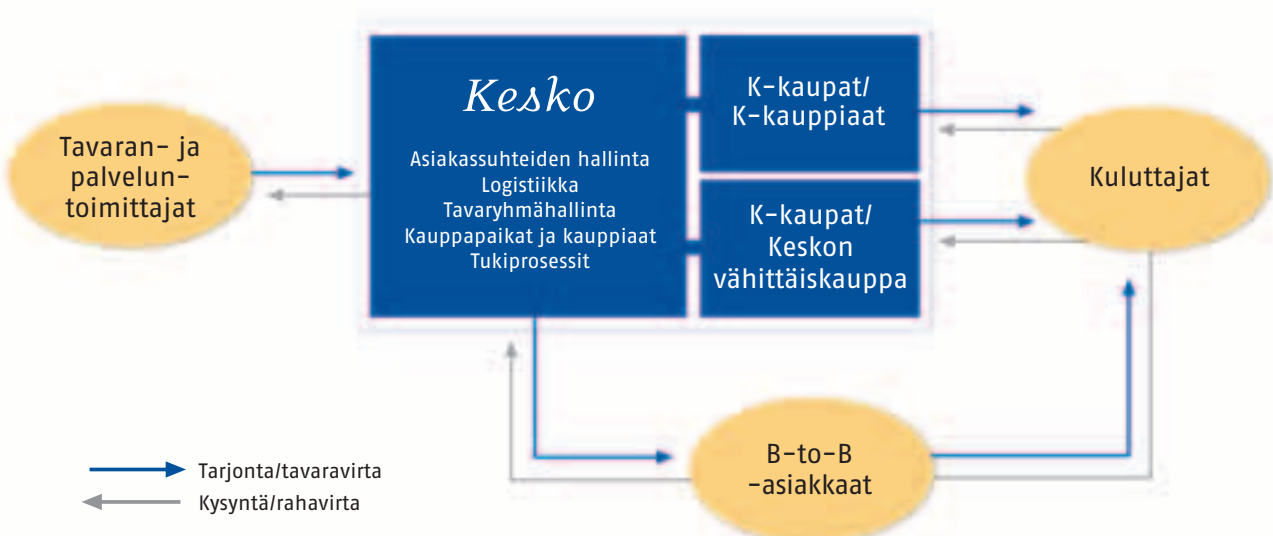 Tavaran- ja
palvelun-
toimittajat
Kesko
Asiakassuhteiden hallinta
Logistiikka
Tavaryhmähallinta
Kauppapaikat ja kauppiaat
Tukiprosessit
K-kaupat/
K-kauppiaat
K-kaupat/
Keskon
vähittäiskauppa
Kuluttajat
B-to-B
-asiakkaat
Tarjonta/tavaravirta
Kysyntä/rahavirta